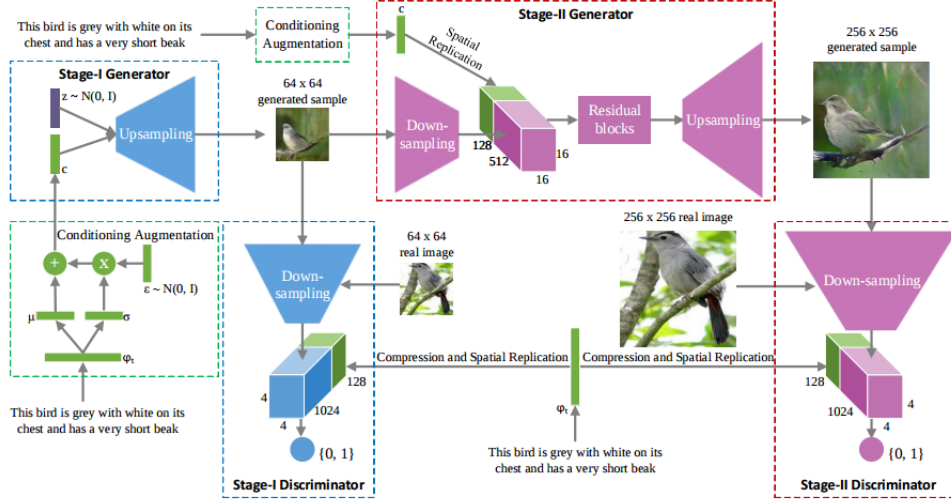 This bird is grey with white on its
chest and has a very short beak
Conditioning
Augmentation
c
Stage-II Generator
Spatial
Replication
256 x 256
generated sample
Stage-I Generator
z ~ N(0, I)
c
Upsampling
64 x 64
generated sample
Down-
sampling
128
512
16
16
Residual
blocks
Upsampling
Conditioning Augmentation
+
x
ε ~ N(0, I)
μ
σ
φt
This bird is grey with white on its
chest and has a very short beak
64 x 64
real image
Down-
sampling
256 x 256 real image
Down-sampling
Compression and Spatial Replication
Compression and Spatial Replication
128
4
1024
4
{0, 1}
Stage-I Discriminator
φt
This bird is grey with white on its
chest and has a very short beak
128
1024
4
4
{0, 1}
Stage-II Discriminator